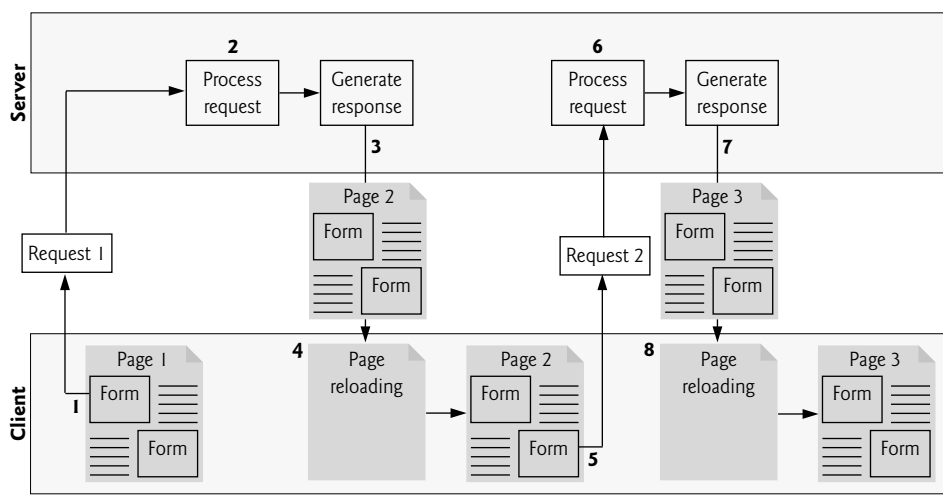 Server
2
Process
request
Generate
response
3
6
Process
request
Generate
response
7
Request 1
Page 2
Form
Form
Request 2
Page 3
Form
Form
Client
Page 1
Form
Form
1
4
Page
reloading
Page 2
Form
Form
5
8
Page
reloading
Page 3
Form
Form